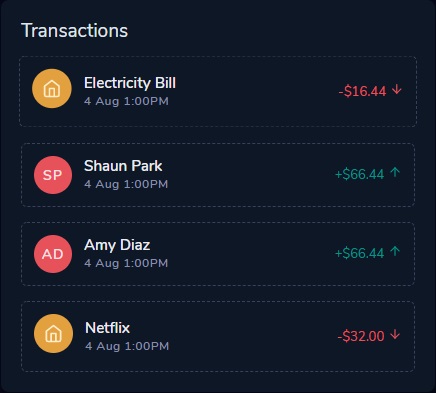 Transactions
Electricity Bill
4 Aug 1:00PM
-$16.44
SP
Shaun Park
4 Aug 1:00PM
+$66.44
AD
Amy Diaz
4 Aug 1:00PM
+$66.44
Netflix
4 Aug 1:00PM
-$32.00